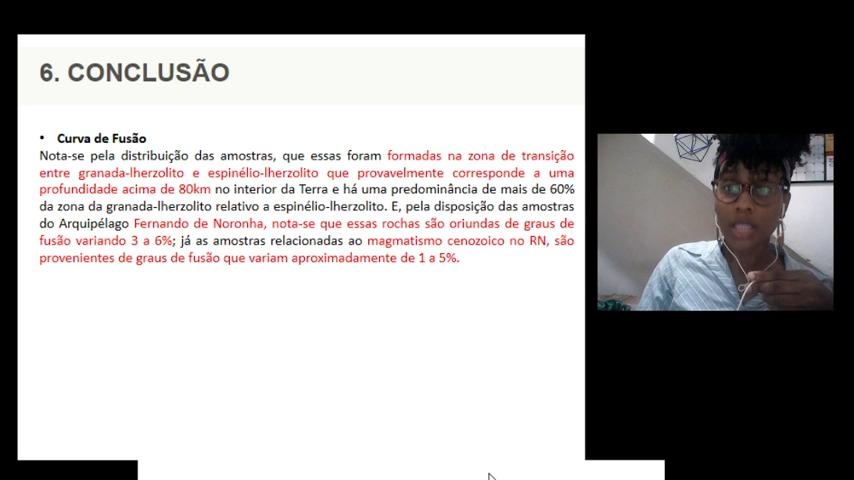 6. CONCLUSÃO
• Curva de Fusão
Nota-se pela distribuição das amostras, que essas foram formadas na zona de transição
entre granada-lherzolito e espinélio-lherzolito que provavelmente corresponde a uma
profundidade acima de 80km no interior da Terra e há uma predominância de mais de 60%
da zona da granada-lherzolito relativo a espinélio-lherzolito. E, pela disposição das amostras
do Arquipélago Fernando de Noronha, nota-se que essas rochas são oriundas de graus de
fusão variando 3 a 6%; já as amostras relacionadas ao magmatismo cenozoico no RN, são
provenientes de graus de fusão que variam aproximadamente de 1 a 5%.